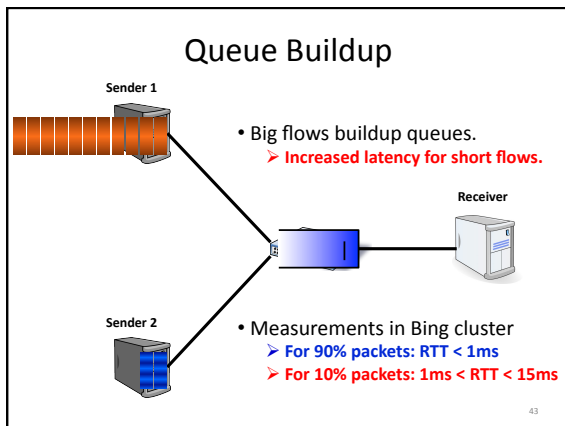 Queue Buildup
Sender 1
• Big flows buildup queues.
➢ Increased latency for short flows.
Receiver
Sender 2
• Measurements in Bing cluster
➢ For 90% packets: RTT < 1ms
➢ For 10% packets: 1ms < RTT < 15ms
43